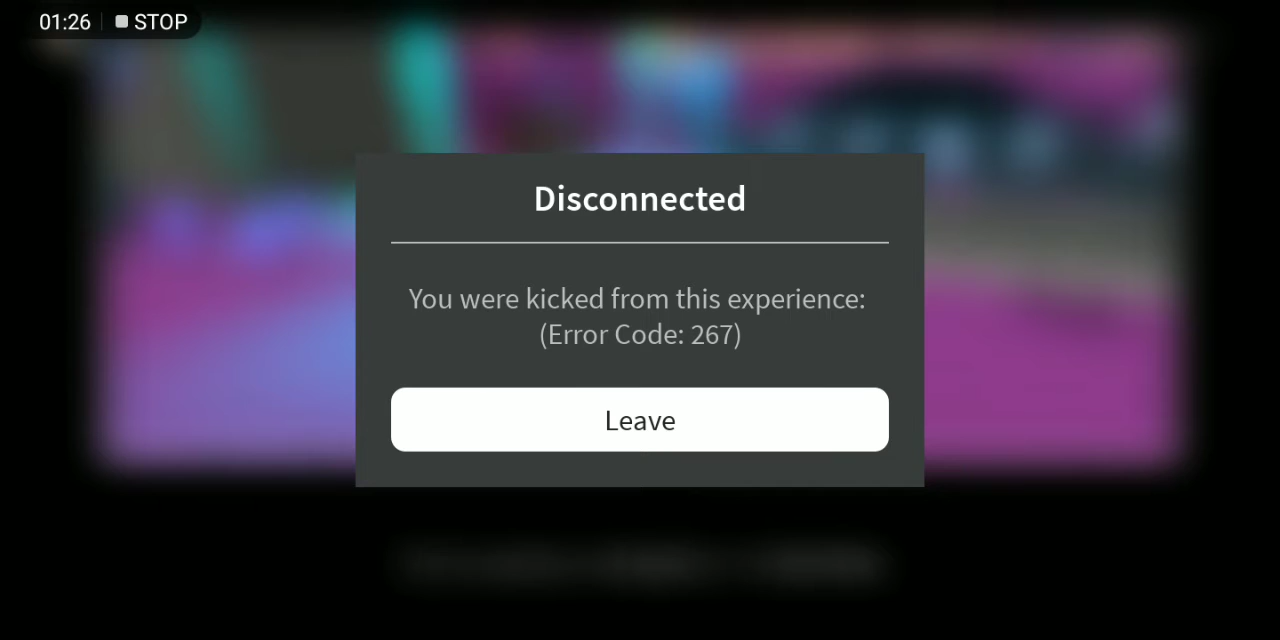 01:26 STOP
Disconnected
You were kicked from this experience:
(Error Code: 267)
Leave